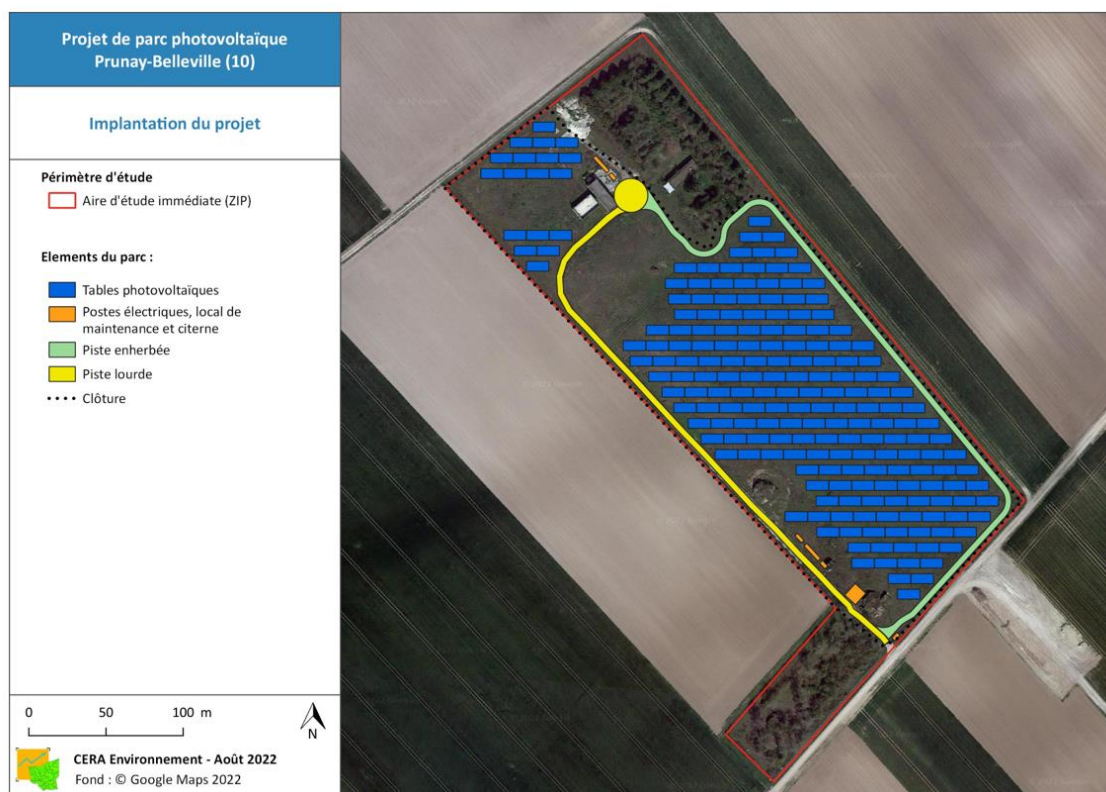 Projet de parc photovoltaïque
Prunay-Belleville (10)
Implantation du projet
Périmètre d'étude
Aire d'étude immédiate (ZIP)
Elements du parc :
Tables photovoltaïques
Postes électriques, local de
maintenance et citerne
Piste enherbée
Piste lourde
Clôture
0 50 100 m
N
CERA Environnement - Août 2022
Fond : © Google Maps 2022